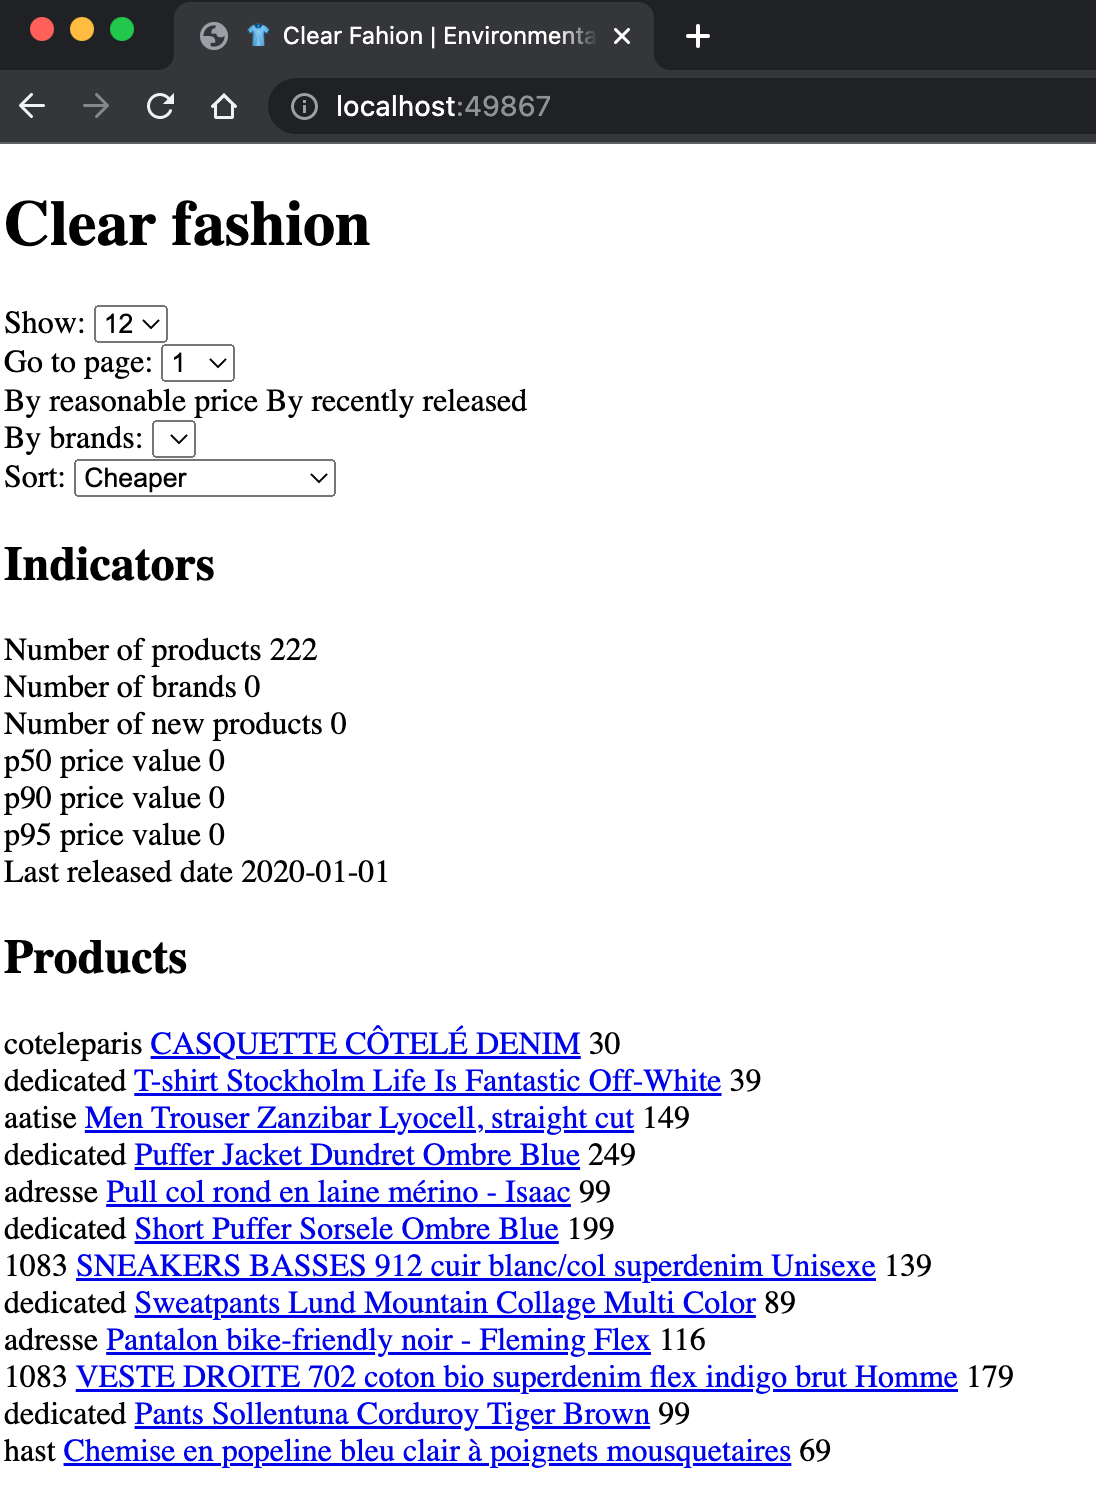 Clear Fahion | Environmenta
localhost:49867
Clear fashion
Show: 12
Go to page: 1
By reasonable price By recently released
By brands:
Sort: Cheaper
Indicators
Number of products 222
Number of brands 0
Number of new products 0
p50 price value 0
p90 price value 0
p95 price value 0
Last released date 2020-01-01
Products
coteleparis CASQUETTE CÔTELÉ DENIM 30
dedicated T-shirt Stockholm Life Is Fantastic Off-White 39
aatise Men Trouser Zanzibar Lyocell, straight cut 149
dedicated Puffer Jacket Dundret Ombre Blue 249
adresse Pull col rond en laine mérino - Isaac 99
dedicated Short Puffer Sorsele Ombre Blue 199
1083 SNEAKERS BASSES 912 cuir blanc/col superdenim Unisexe 139
dedicated Sweatpants Lund Mountain Collage Multi Color 89
adresse Pantalon bike-friendly noir - Fleming Flex 116
1083 VESTE DROITE 702 coton bio superdenim flex indigo brut Homme 179
dedicated Pants Sollentuna Corduroy Tiger Brown 99
hast Chemise en popeline bleu clair à poignets mousquetaires 69